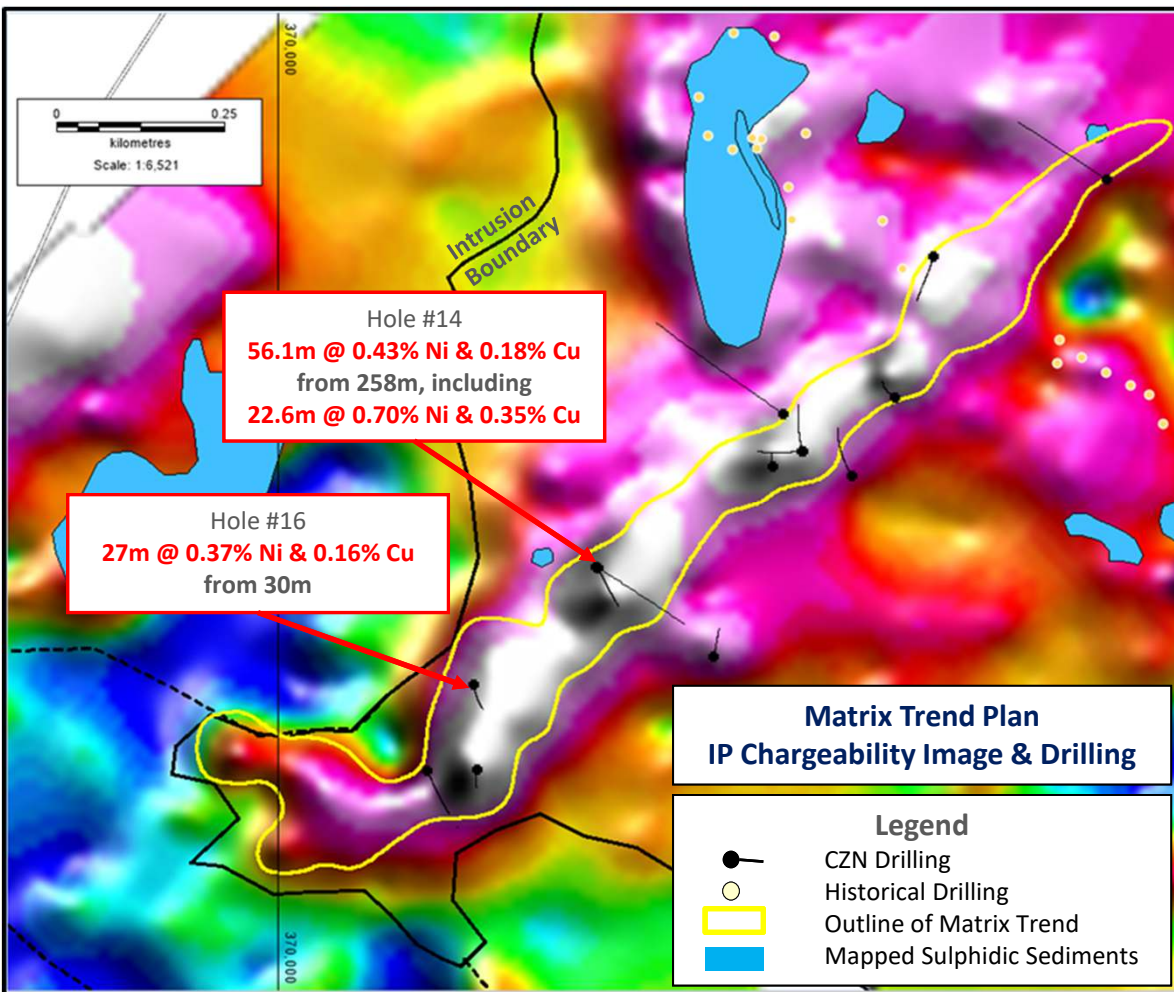 370,000
0 0.25
kilometres
Scale: 1:6,521
Intrusion
Boundary
Hole #14
56.1m @ 0.43% Ni & 0.18% Cu
from 258m, including
22.6m @ 0.70% Ni & 0.35% Cu
Hole #16
27m @ 0.37% Ni & 0.16% Cu
from 30m
Matrix Trend Plan
IP Chargeability Image & Drilling
Legend
CZN Drilling
Historical Drilling
Outline of Matrix Trend
Mapped Sulphidic Sediments
370,000